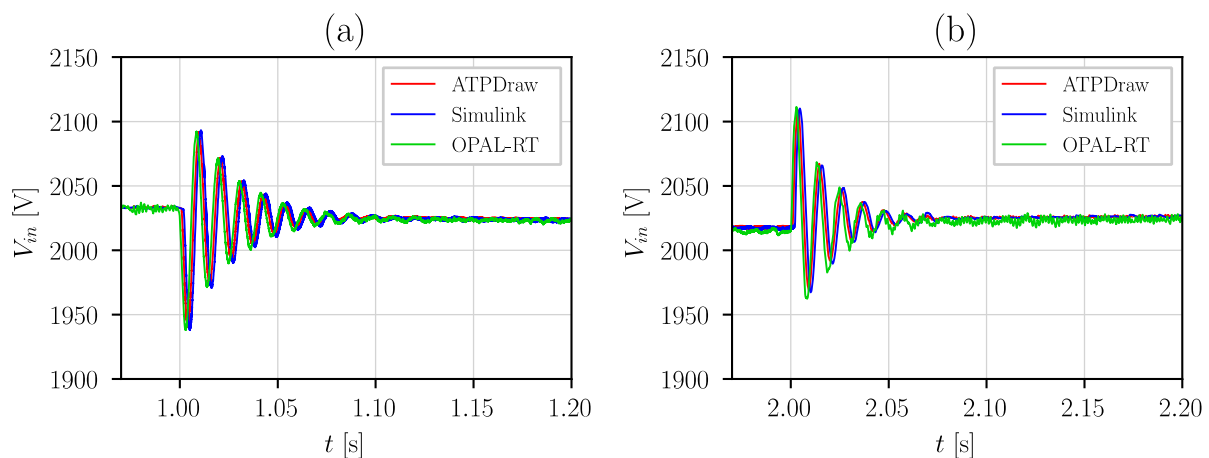 (a)
2150
2100
2050
2000
1950
1900
V_in [V]
1.00 1.05 1.10 1.15 1.20
t [s]
ATPDraw
Simulink
OPAL-RT
(b)
2150
2100
2050
2000
1950
1900
V_in [V]
2.00 2.05 2.10 2.15 2.20
t [s]
ATPDraw
Simulink
OPAL-RT